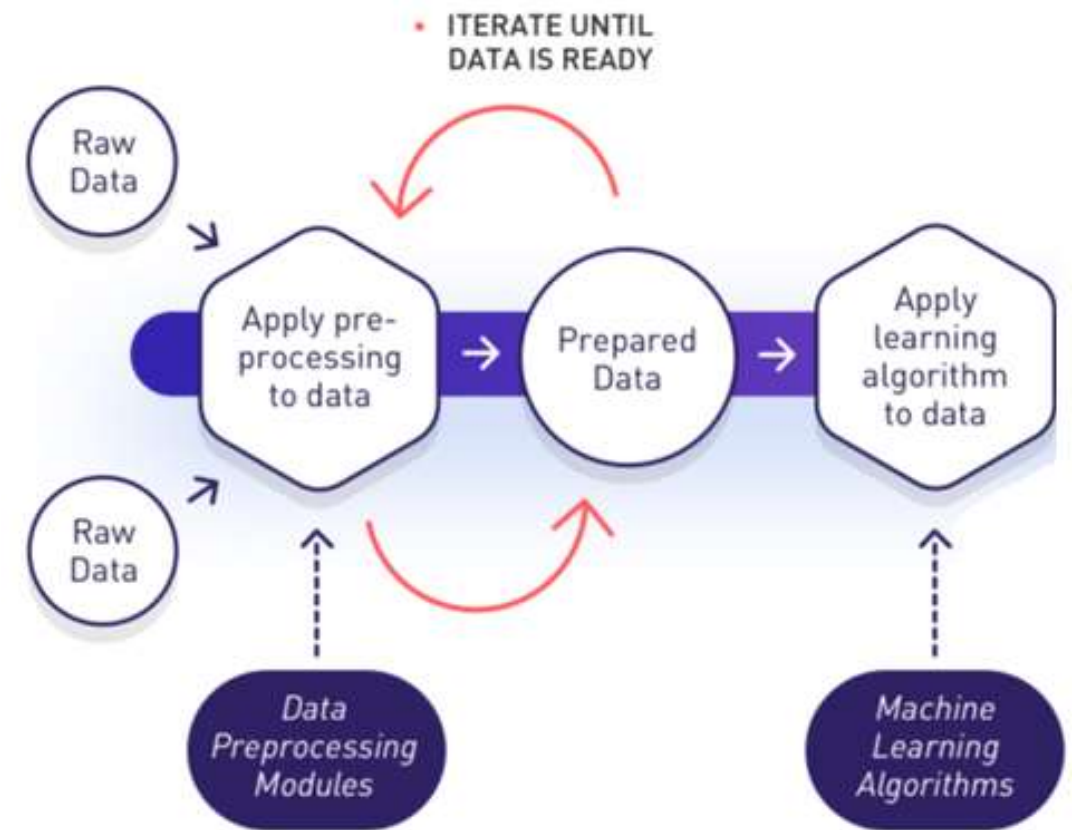 • ITERATE UNTIL
DATA IS READY
Raw
Data
Apply pre-
processing
to data
Prepared
Data
Apply
learning
algorithm
to data
Raw
Data
Data
Preprocessing
Modules
Machine
Learning
Algorithms